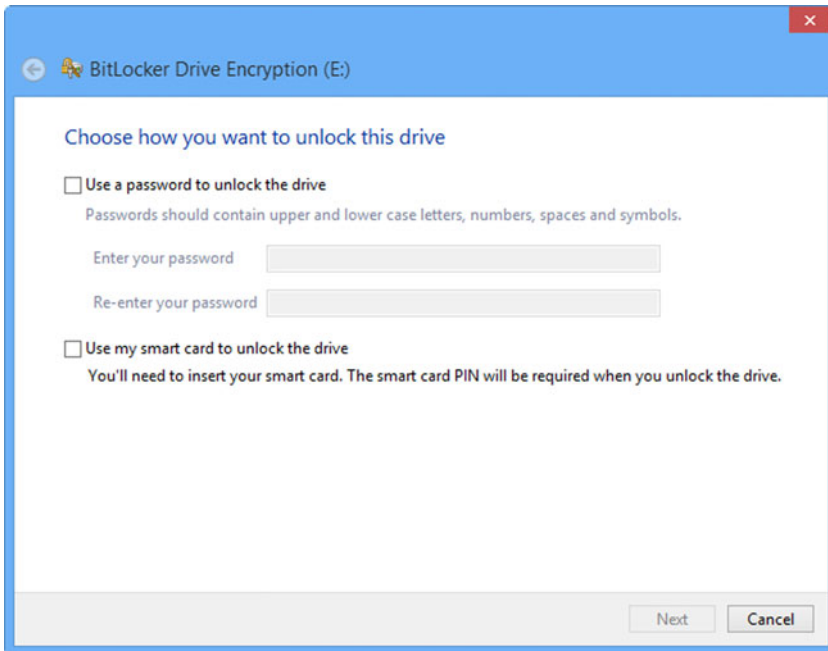 BitLocker Drive Encryption (E:)
Choose how you want to unlock this drive
Use a password to unlock the drive
Passwords should contain upper and lower case letters, numbers, spaces and symbols.
Enter your password
Re-enter your password
Use my smart card to unlock the drive
You'll need to insert your smart card. The smart card PIN will be required when you unlock the drive.
Next Cancel